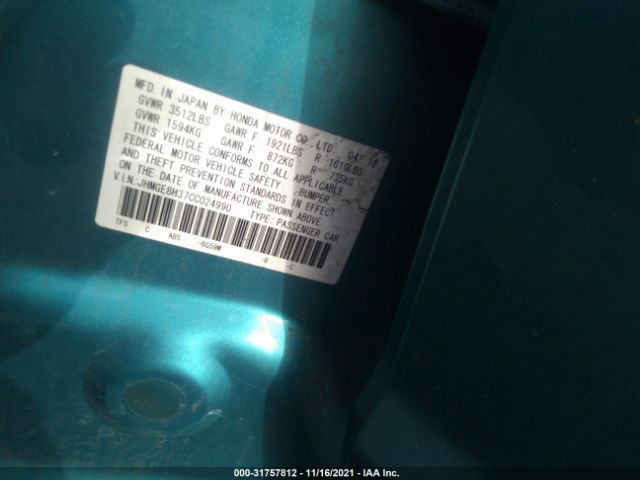 MFD. IN JAPAN BY HONDA MOTOR CO., LTD. 04/12
GVWR 3512LBS GAWR F 1921LBS R 1619LBS
GVWR 1594KG GAWR F 872KG R 735KG
THIS VEHICLE CONFORMS TO ALL APPLICABLE
FEDERAL MOTOR VEHICLE SAFETY, BUMPER
AND THEFT PREVENTION STANDARDS IN EFFECT
ON THE DATE OF MANUFACTURE SHOWN ABOVE
V.I.N: JHMGE8H37CC024990 TYPE: PASSENGER CAR
TF5 C ABS -BG59M -B -C
000-31757812 - 11/16/2021 - IAA Inc.